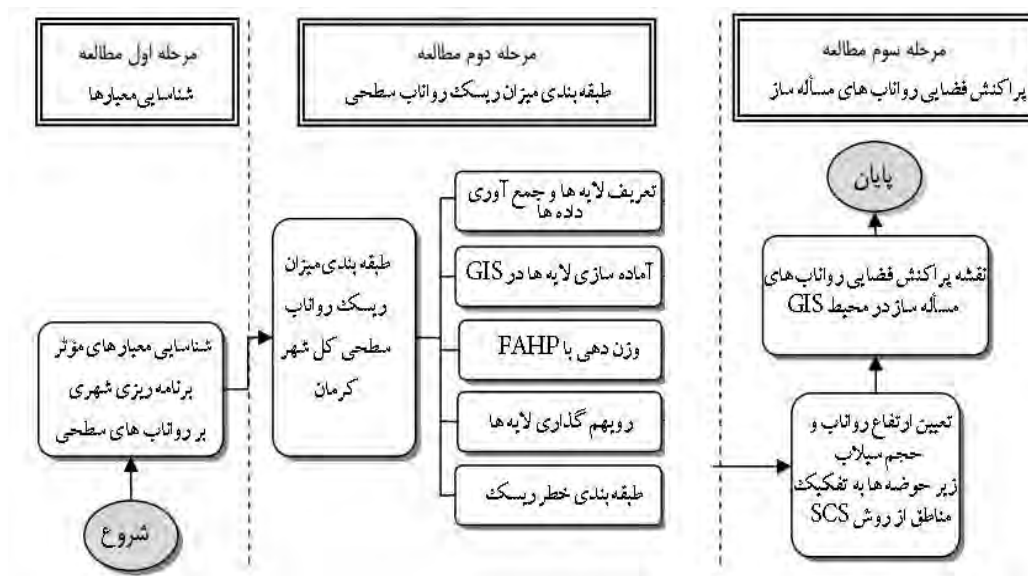 مرحله اول مطالعه
شناسایی معیارها
مرحله دوم مطالعه
طبقه بندی میزان ریسک رواناب سطحی
مرحله سوم مطالعه
پراکنش فضایی رواناب های مسأله ساز
شناسایی معیارهای مؤثر
برنامه ریزی شهری
بر رواناب های سطحی
شروع
طبقه بندی میزان
ریسک رواناب
سطحی کل شهر
کرمان
تعریف لایه ها و جمع آوری
داده ها
آماده سازی لایه ها در GIS
وزن دهی با FAHP
رویهم گذاری لایه ها
طبقه بندی خطر ریسک
پایان
نقشه پراکنش فضایی رواناب های
مسأله ساز در محیط GIS
تعیین ارتفاع رواناب و
حجم سیلاب
زیر حوضه ها به تفکیک
مناطق از روش SCS